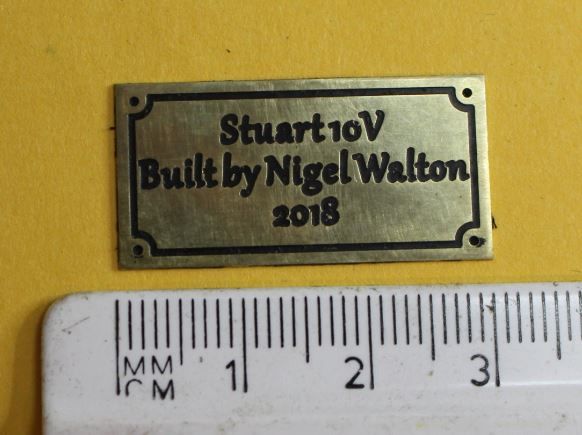 Stuart 10V
Built by Nigel Walton
2018
MM 1 2 3
CM